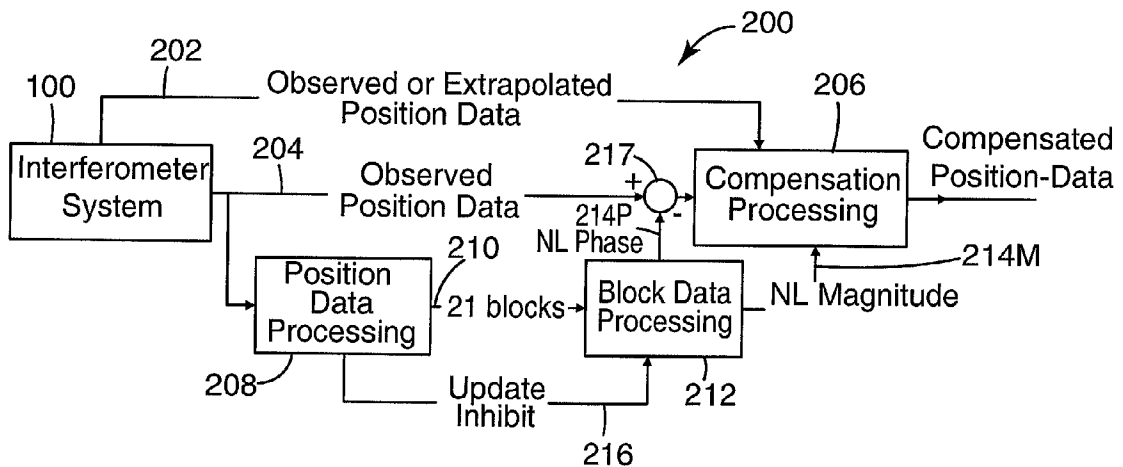 200
202
100
Observed or Extrapolated
Position Data
206
Interferometer
System
204
Observed
Position Data
217
+
-
Compensation
Processing
Compensated
Position-Data
214P
NL Phase
214M
NL Magnitude
Position
Data
Processing
210
21 blocks
Block Data
Processing
208
Update
Inhibit
216
212